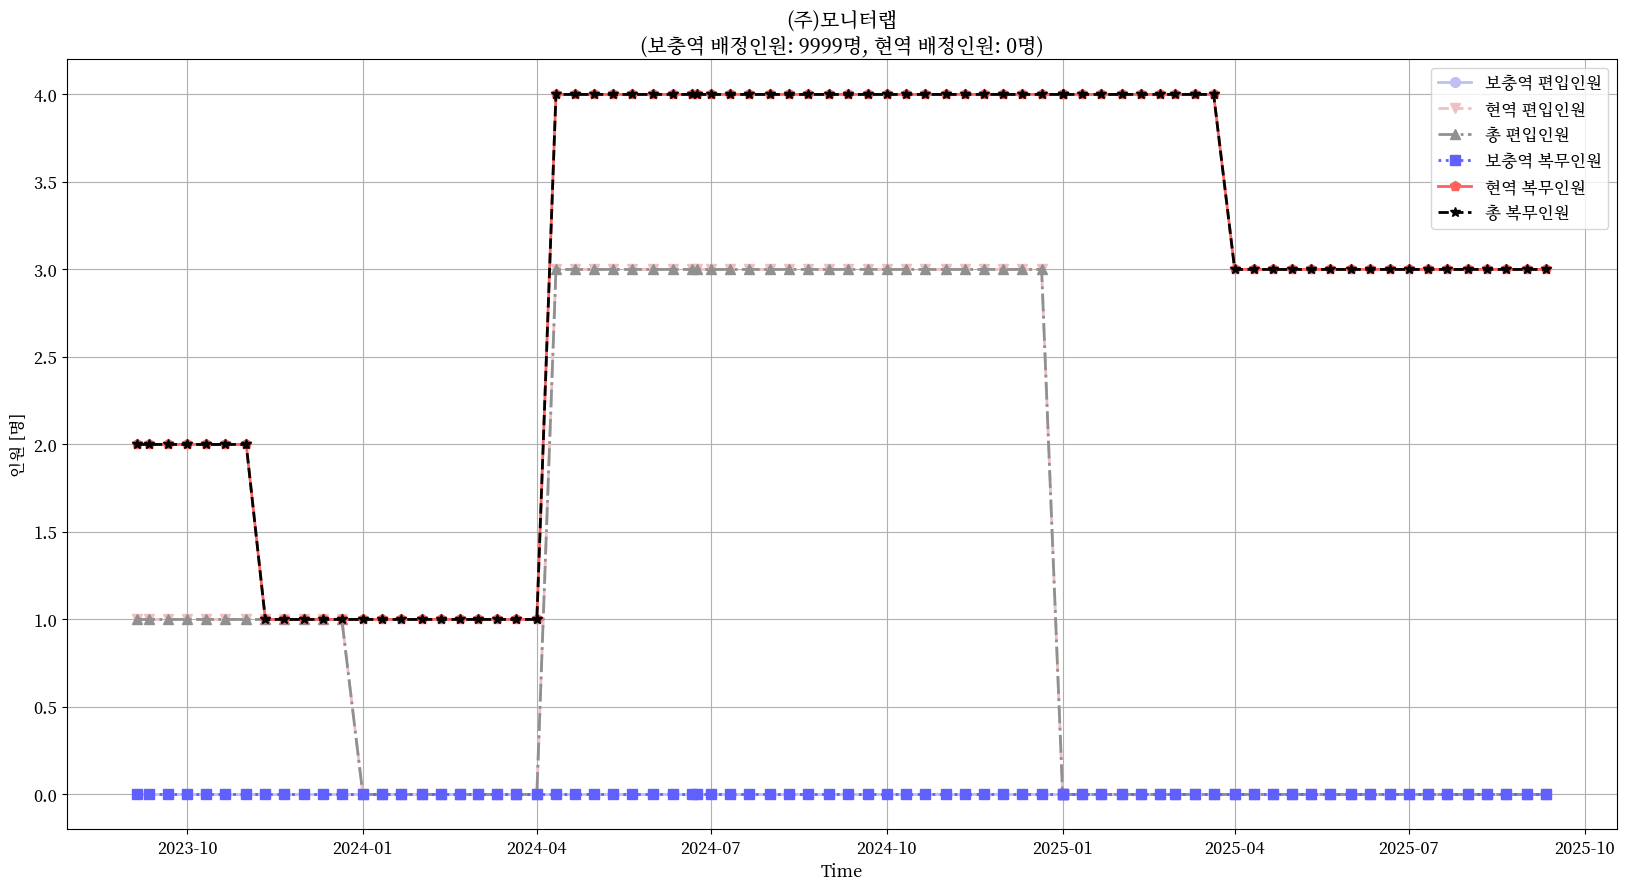 (주)모니터랩
(보충역 배정인원: 9999명, 현역 배정인원: 0명)
보충역 편입인원
현역 편입인원
총 편입인원
보충역 복무인원
현역 복무인원
총 복무인원
4.0
3.5
3.0
2.5
2.0
1.5
1.0
0.5
0.0
인원 [명]
2023-10 2024-01 2024-04 2024-07 2024-10 2025-01 2025-04 2025-07 2025-10
Time